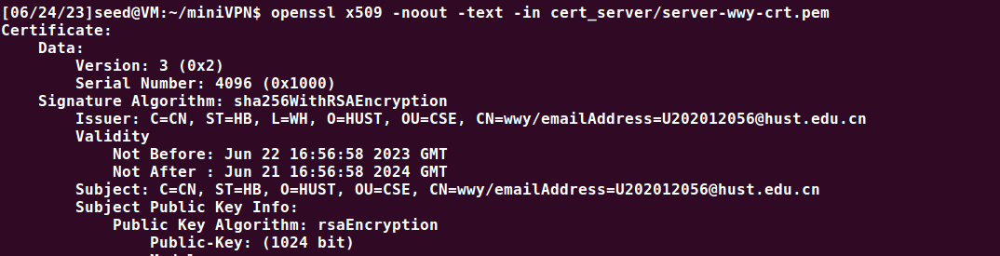 [06/24/23]seed@VM:~/miniVPN$ openssl x509 -noout -text -in cert_server/server-wwy-crt.pem
Certificate:
    Data:
        Version: 3 (0x2)
        Serial Number: 4096 (0x1000)
    Signature Algorithm: sha256WithRSAEncryption
        Issuer: C=CN, ST=HB, L=WH, O=HUST, OU=CSE, CN=wwy/emailAddress=U202012056@hust.edu.cn
        Validity
            Not Before: Jun 22 16:56:58 2023 GMT
            Not After : Jun 21 16:56:58 2024 GMT
        Subject: C=CN, ST=HB, O=HUST, OU=CSE, CN=wwy/emailAddress=U202012056@hust.edu.cn
        Subject Public Key Info:
            Public Key Algorithm: rsaEncryption
                Public-Key: (1024 bit)